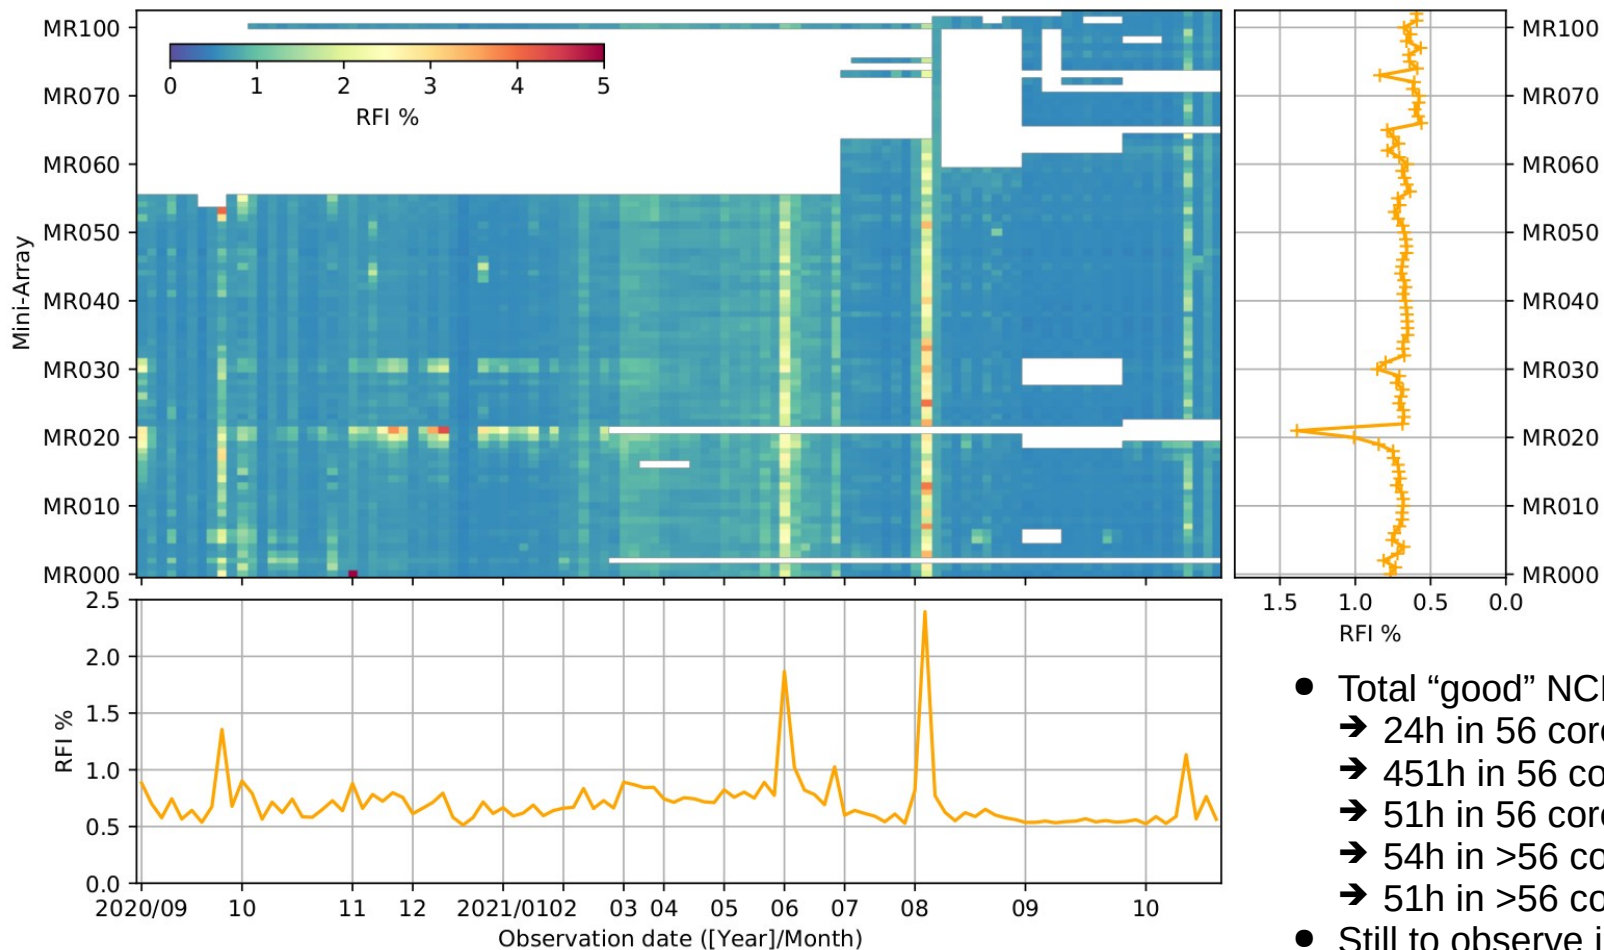 MR100
MR070
MR060
MR050
MR040
MR030
MR020
MR010
MR000
Mini-Array
0 1 2 3 4 5
RFI %
MR100
MR070
MR060
MR050
MR040
MR030
MR020
MR010
MR000
1.5 1.0 0.5 0.0
RFI %
2.5
2.0
1.5
1.0
0.5
0.0
RFI %
2020/09 10 11 12 2021/01 02 03 04 05 06 07 08 09 10
Observation date ([Year]/Month)
● Total “good”
➔ 24h in 56
➔ 451h in 56
➔ 51h in 56
➔ 54h in >56
➔ 51h in >56
● Still to observe